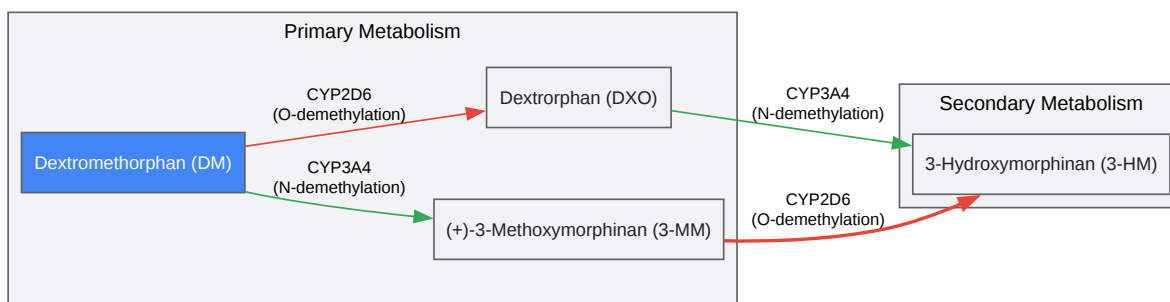 Primary Metabolism
CYP2D6
(O-demethylation)
Dextrorphan (DXO)
CYP3A4
(N-demethylation)
Secondary Metabolism
Dextromethorphan (DM)
CYP3A4
(N-demethylation)
3-Hydroxymorphinan (3-HM)
(+)-3-Methoxymorphinan (3-MM)
CYP2D6
(O-demethylation)